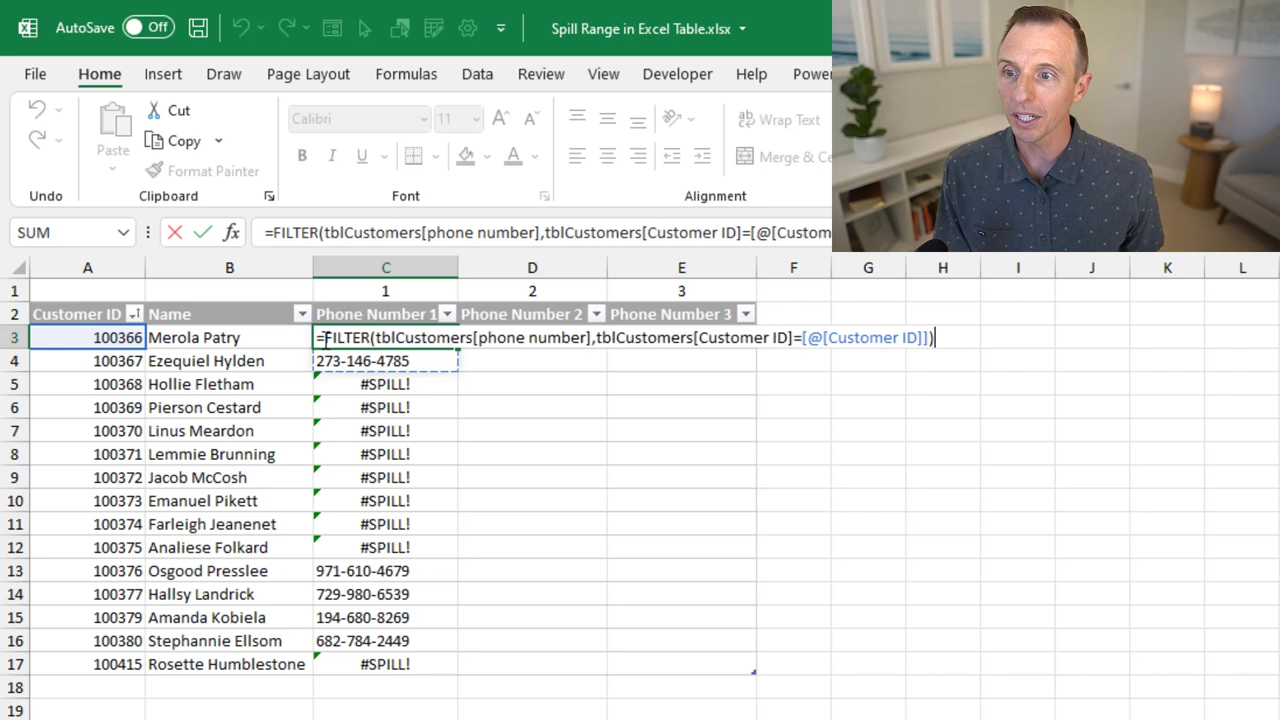 AutoSave Off Spill Range in Excel Table.xlsx
File Home Insert Draw Page Layout Formulas Data Review View Developer Help Power
Cut
Copy
Format Painter
Paste
Calibri 11
B I U A
ab Wrap Text
Merge & Ce
Undo Clipboard Font Alignment
SUM fx =FILTER(tblCustomers[phone number],tblCustomers[Customer ID]=[@[Custom
A B C D E F G H I J K L
1 1 2 3
2 Customer ID Name Phone Number 1 Phone Number 2 Phone Number 3
3 100366 Merola Patry =FILTER(tblCustomers[phone number],tblCustomers[Customer ID]=[@[Customer ID]])
4 100367 Ezequiel Hylden 273-146-4785
5 100368 Hollie Fletham #SPILL!
6 100369 Pierson Cestard #SPILL!
7 100370 Linus Meardon #SPILL!
8 100371 Lemmie Brunning #SPILL!
9 100372 Jacob McCosh #SPILL!
10 100373 Emanuel Pikett #SPILL!
11 100374 Farleigh Jeanenet #SPILL!
12 100375 Analiese Folkard #SPILL!
13 100376 Osgood Presslee 971-610-4679
14 100377 Hallsy Landrick 729-980-6539
15 100379 Amanda Kobiela 194-680-8269
16 100380 Stephannie Ellsom 682-784-2449
17 100415 Rosette Humblestone #SPILL!
18
19